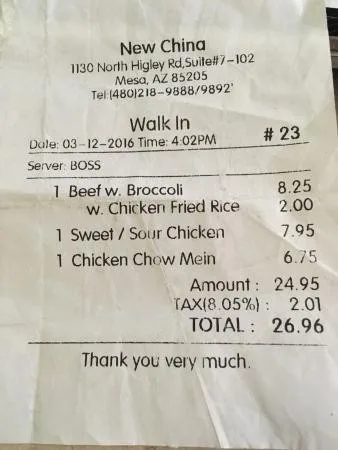 New China
1130 North Higley Rd,Suite#7-102
Mesa, AZ 85205
Tel:(480)218-9888/9892'
Walk In
# 23
Date: 03-12-2016 Time: 4:02PM
Server: BOSS
1 Beef w. Broccoli 8.25
w. Chicken Fried Rice 2.00
1 Sweet / Sour Chicken 7.95
1 Chicken Chow Mein 6.75
Amount : 24.95
TAX(8.05%) : 2.01
TOTAL : 26.96
Thank you very much.